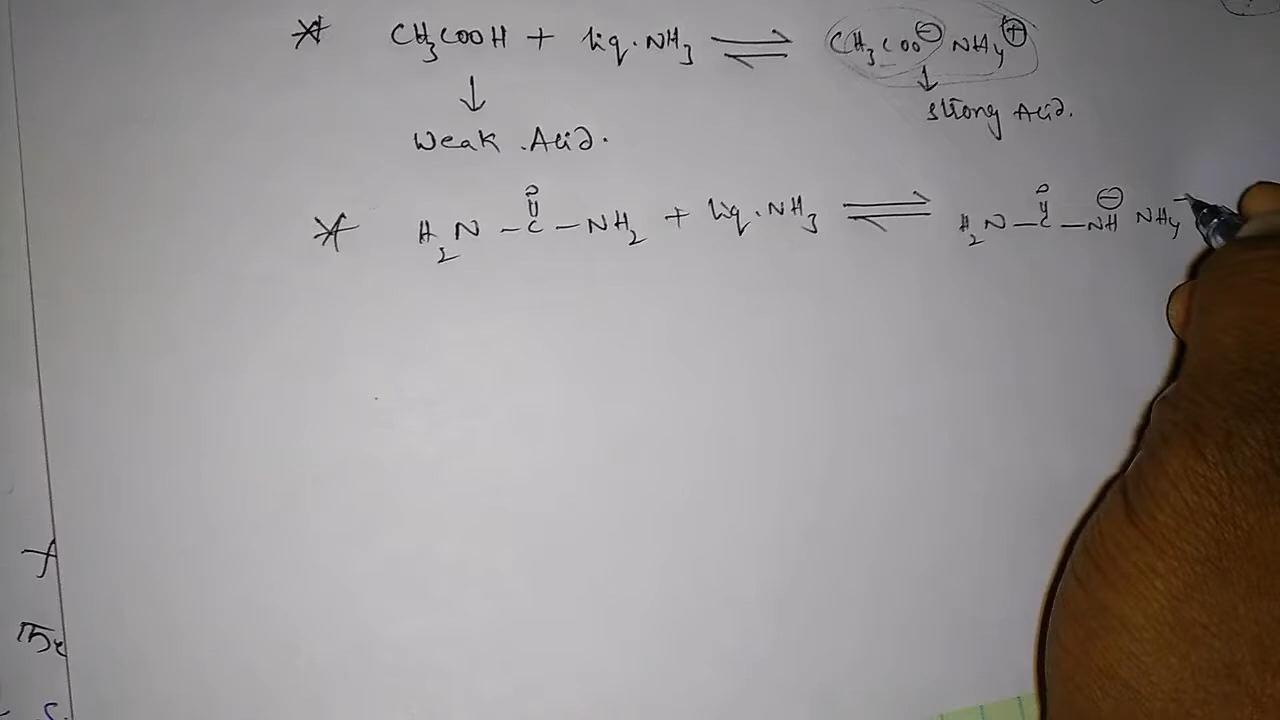 * CH₃COOH + liq. NH₃ ⇌ CH₃COO⊖ NH₄⊕
↓ ↓
Weak Acid. strong Acid.
O O
* H₂N – C – NH₂ + liq. NH₃ ⇌ H₂N – C – NH⊖ NH₄